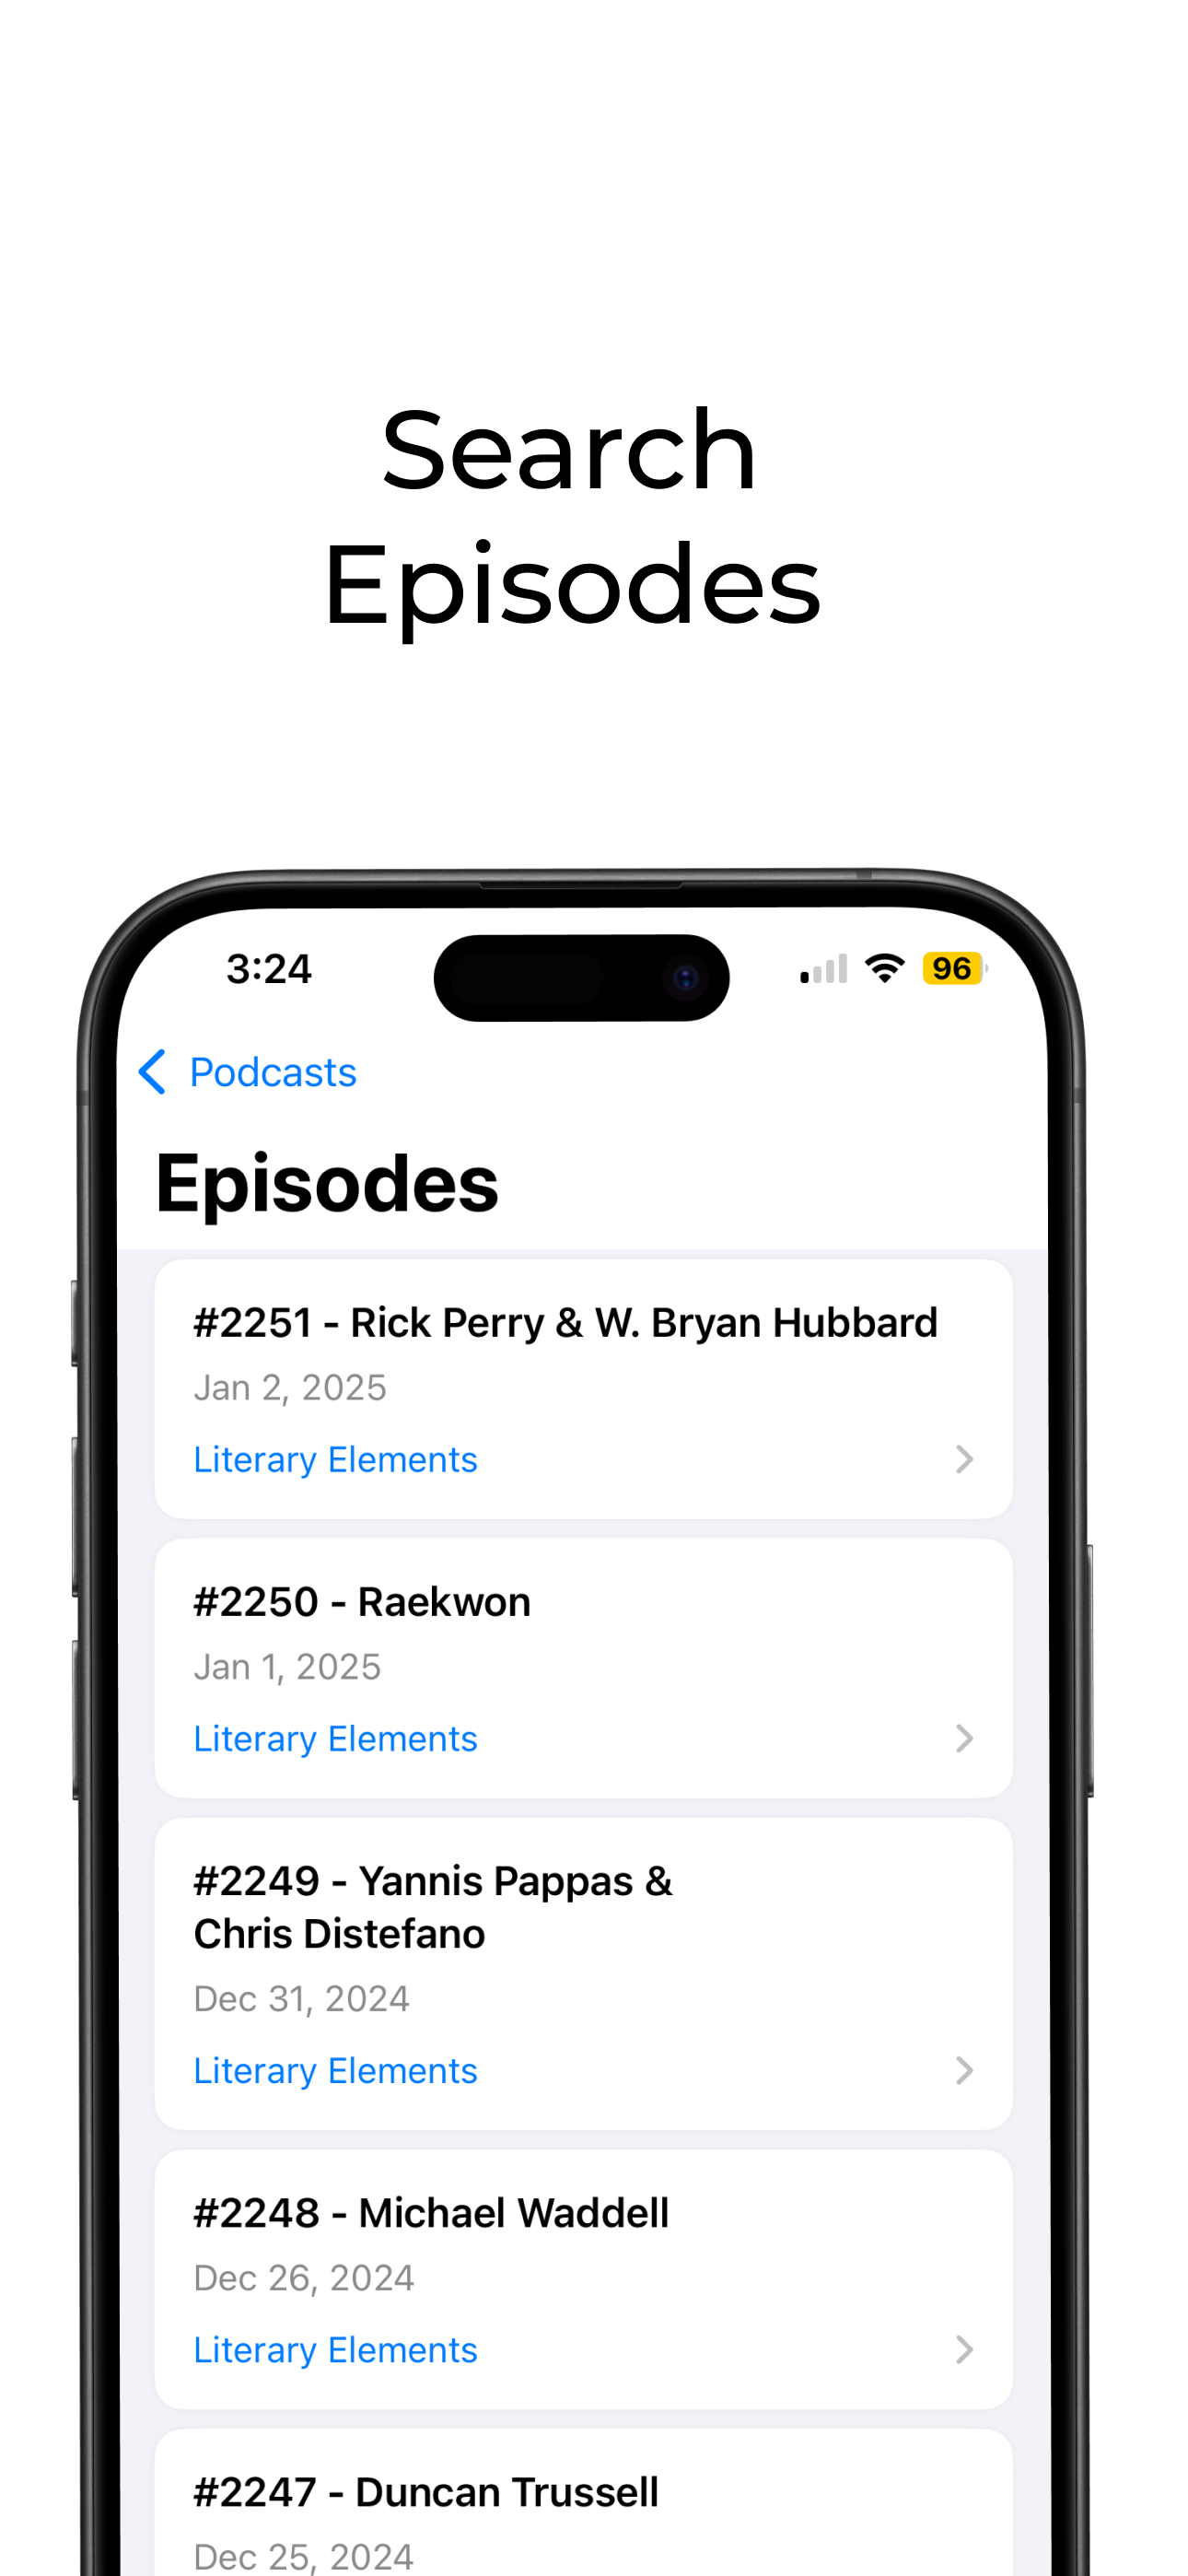 Search
Episodes
3:24
96
Podcasts
Episodes
#2251 - Rick Perry & W. Bryan Hubbard
Jan 2, 2025
Literary Elements
#2250 - Raekwon
Jan 1, 2025
Literary Elements
#2249 - Yannis Pappas &
Chris Distefano
Dec 31, 2024
Literary Elements
#2248 - Michael Waddell
Dec 26, 2024
Literary Elements
#2247 - Duncan Trussell
Dec 25, 2024